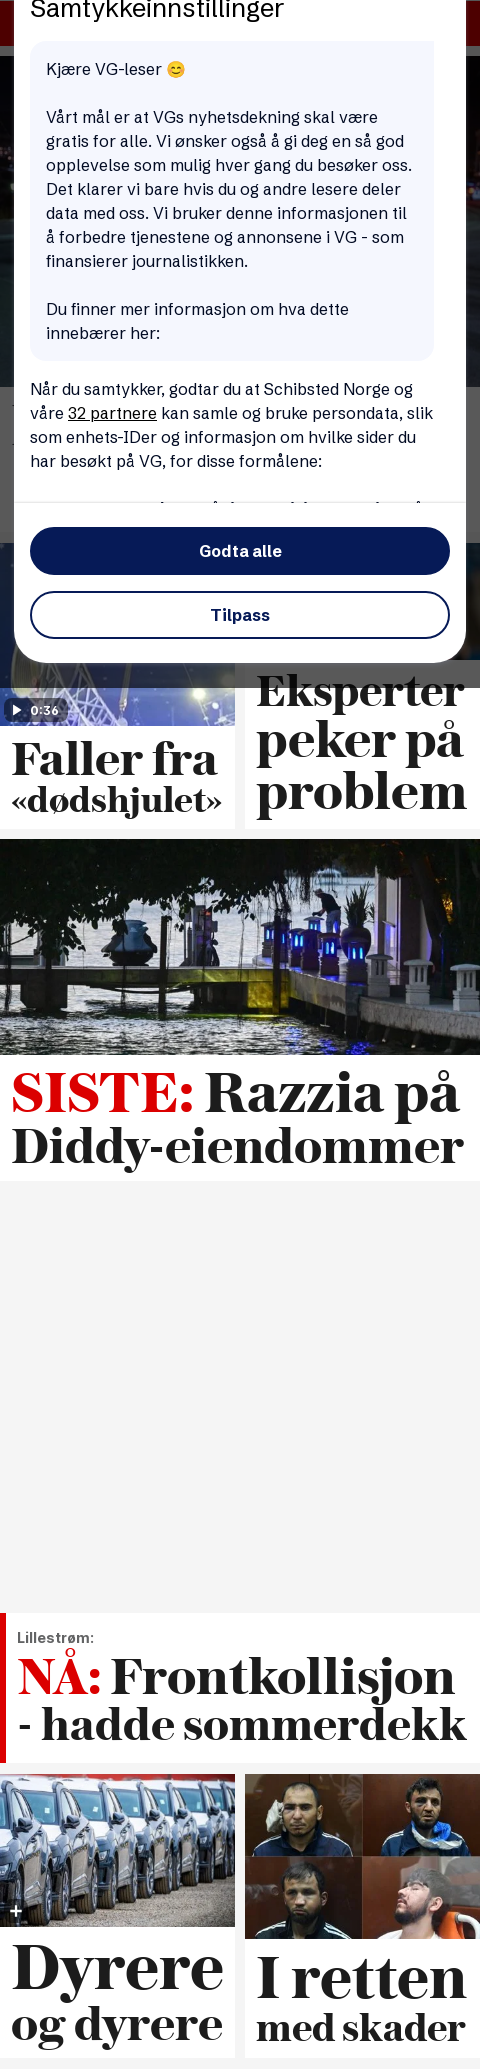 Samtykkeinnstillinger
Kjære VG-leser 😊
Vårt mål er at VGs nyhetsdekning skal være
gratis for alle. Vi ønsker også å gi deg en så god
opplevelse som mulig hver gang du besøker oss.
Det klarer vi bare hvis du og andre lesere deler
data med oss. Vi bruker denne informasjonen til
å forbedre tjenestene og annonsene i VG - som
finansierer journalistikken.
Du finner mer informasjon om hva dette
innebærer her:
Når du samtykker, godtar du at Schibsted Norge og
våre 32 partnere kan samle og bruke persondata, slik
som enhets-IDer og informasjon om hvilke sider du
har besøkt på VG, for disse formålene:
Godta alle
Tilpass
0:36
Faller fra
«dødshjulet»
Eksperter
peker på
problem
SISTE: Razzia på
Diddy-eiendommer
Lillestrøm:
NÅ: Frontkollisjon
- hadde sommerdekk
Dyrere
og dyrere
I retten
med skader